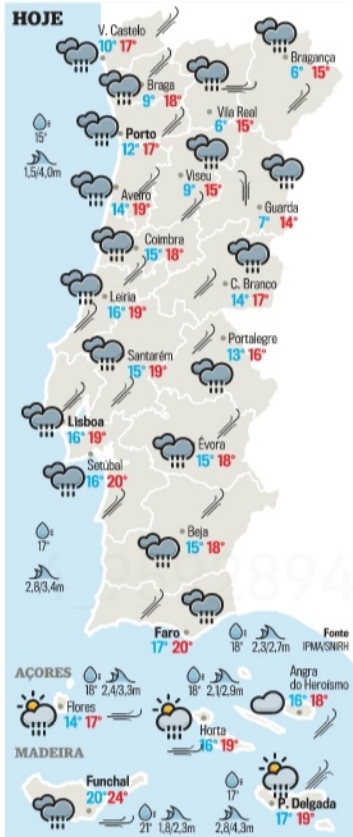 HOJE
V. Castelo
10° 17°
Bragança
6° 15°
Braga
9° 18°
Vila Real
6° 15°
15°
Porto
12° 17°
1,5/4,0m
Viseu
9° 15°
Aveiro
14° 19°
Guarda
7° 14°
Coimbra
15° 18°
C. Branco
14° 17°
Leiria
16° 19°
Portalegre
13° 16°
Santarém
15° 19°
Lisboa
16° 19°
Évora
15° 18°
Setúbal
16° 20°
17°
2,8/3,4m
Beja
15° 18°
Faro
17° 20°
18° 2,3/2,7m
Fonte
IPMA/SNIRH
AÇORES
18° 2,4/3,3m
18° 2,1/2,9m
Angra
do Heroísmo
16° 18°
Flores
14° 17°
Horta
16° 19°
MADEIRA
Funchal
20° 24°
21° 1,8/2,3m
17°
2,8/4,3m
P. Delgada
17° 19°